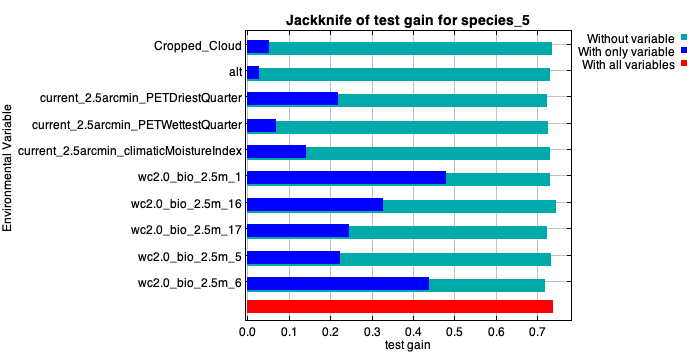 Jackknife of test gain for species_5
Without variable
With only variable
With all variables
Environmental Variable
Cropped_Cloud
alt
current_2.5arcmin_PETDriestQuarter
current_2.5arcmin_PETWettestQuarter
current_2.5arcmin_climaticMoistureIndex
wc2.0_bio_2.5m_1
wc2.0_bio_2.5m_16
wc2.0_bio_2.5m_17
wc2.0_bio_2.5m_5
wc2.0_bio_2.5m_6
0.0 0.1 0.2 0.3 0.4 0.5 0.6 0.7
test gain